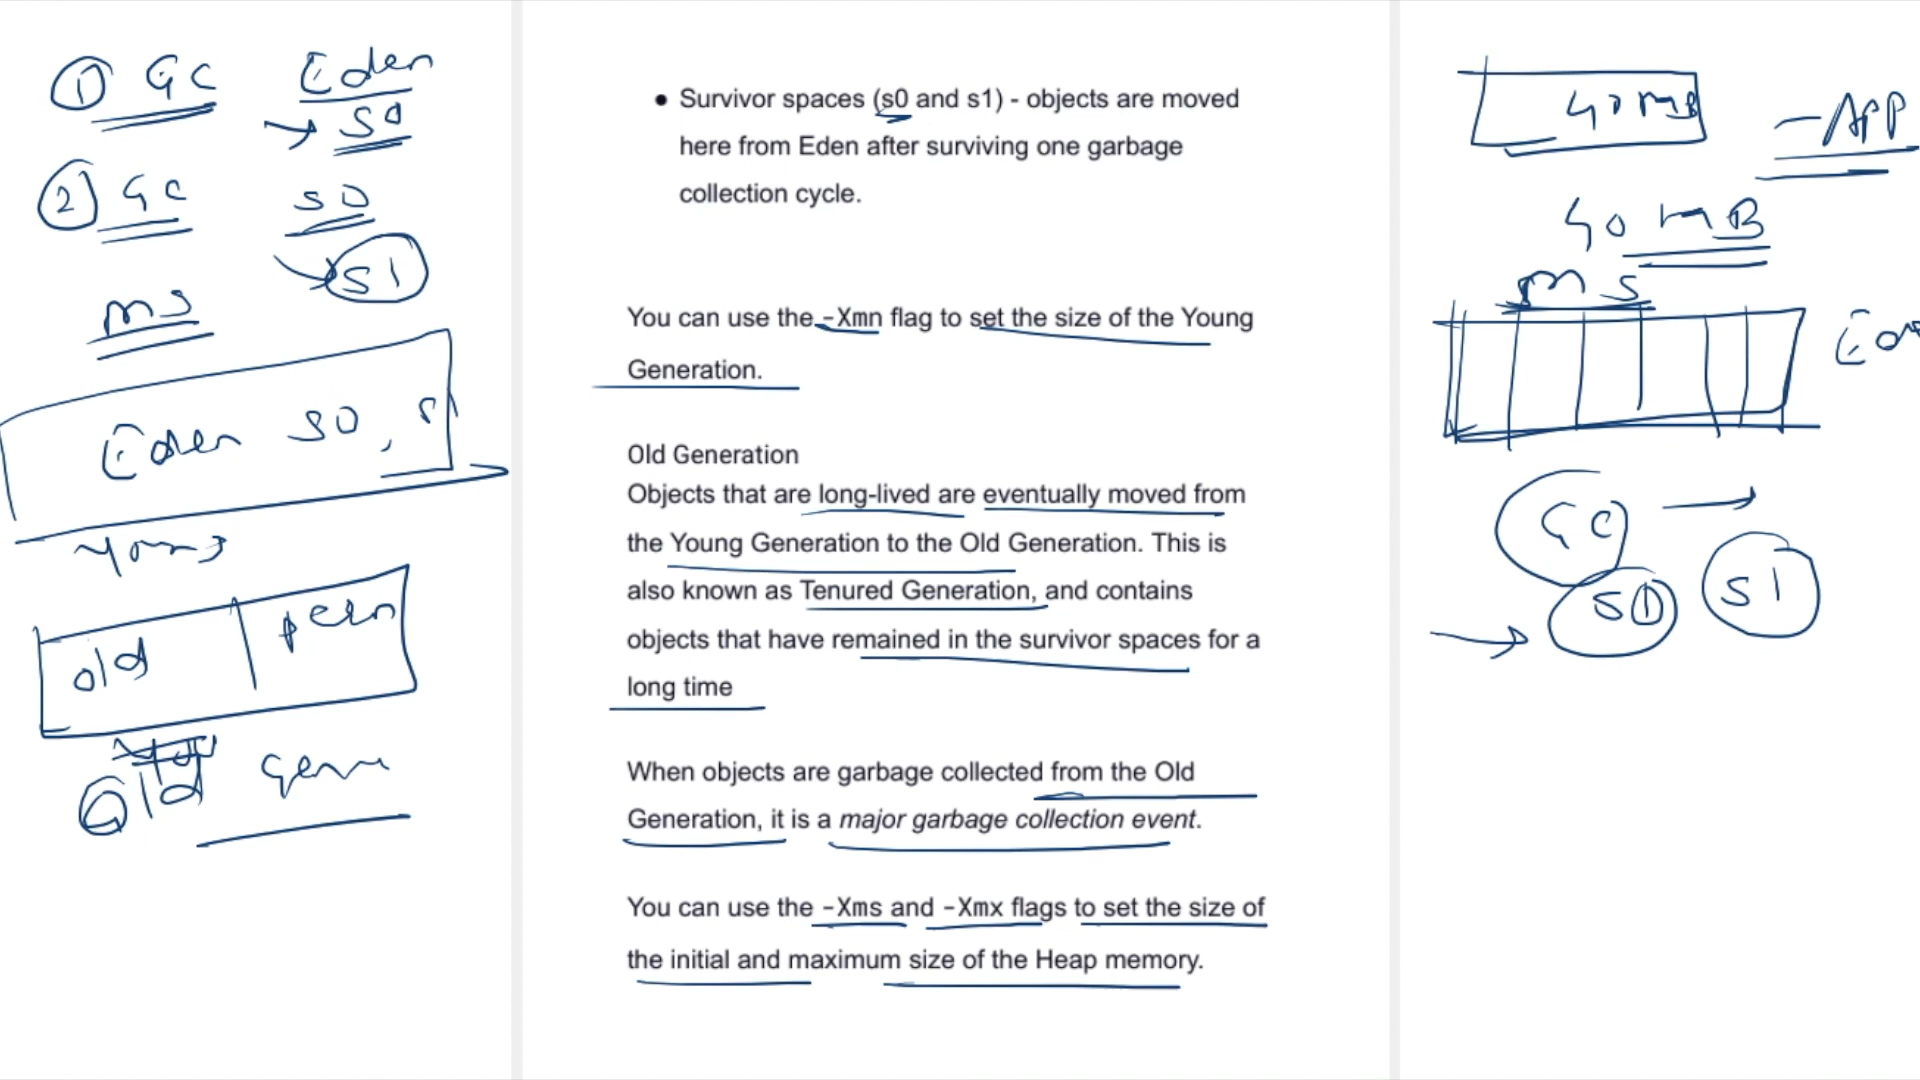 ① GC Eden
→ S0
② GC S0
S1
mS
Eden S0, S
Young
old perm
Old Gene
● Survivor spaces (s0 and s1) - objects are moved
here from Eden after surviving one garbage
collection cycle.
You can use the -Xmn flag to set the size of the Young
Generation.
Old Generation
Objects that are long-lived are eventually moved from
the Young Generation to the Old Generation. This is
also known as Tenured Generation, and contains
objects that have remained in the survivor spaces for a
long time
When objects are garbage collected from the Old
Generation, it is a major garbage collection event.
You can use the -Xms and -Xmx flags to set the size of
the initial and maximum size of the Heap memory.
40 MB
- APP
40 MB
mS
GC →
→ S0 S1